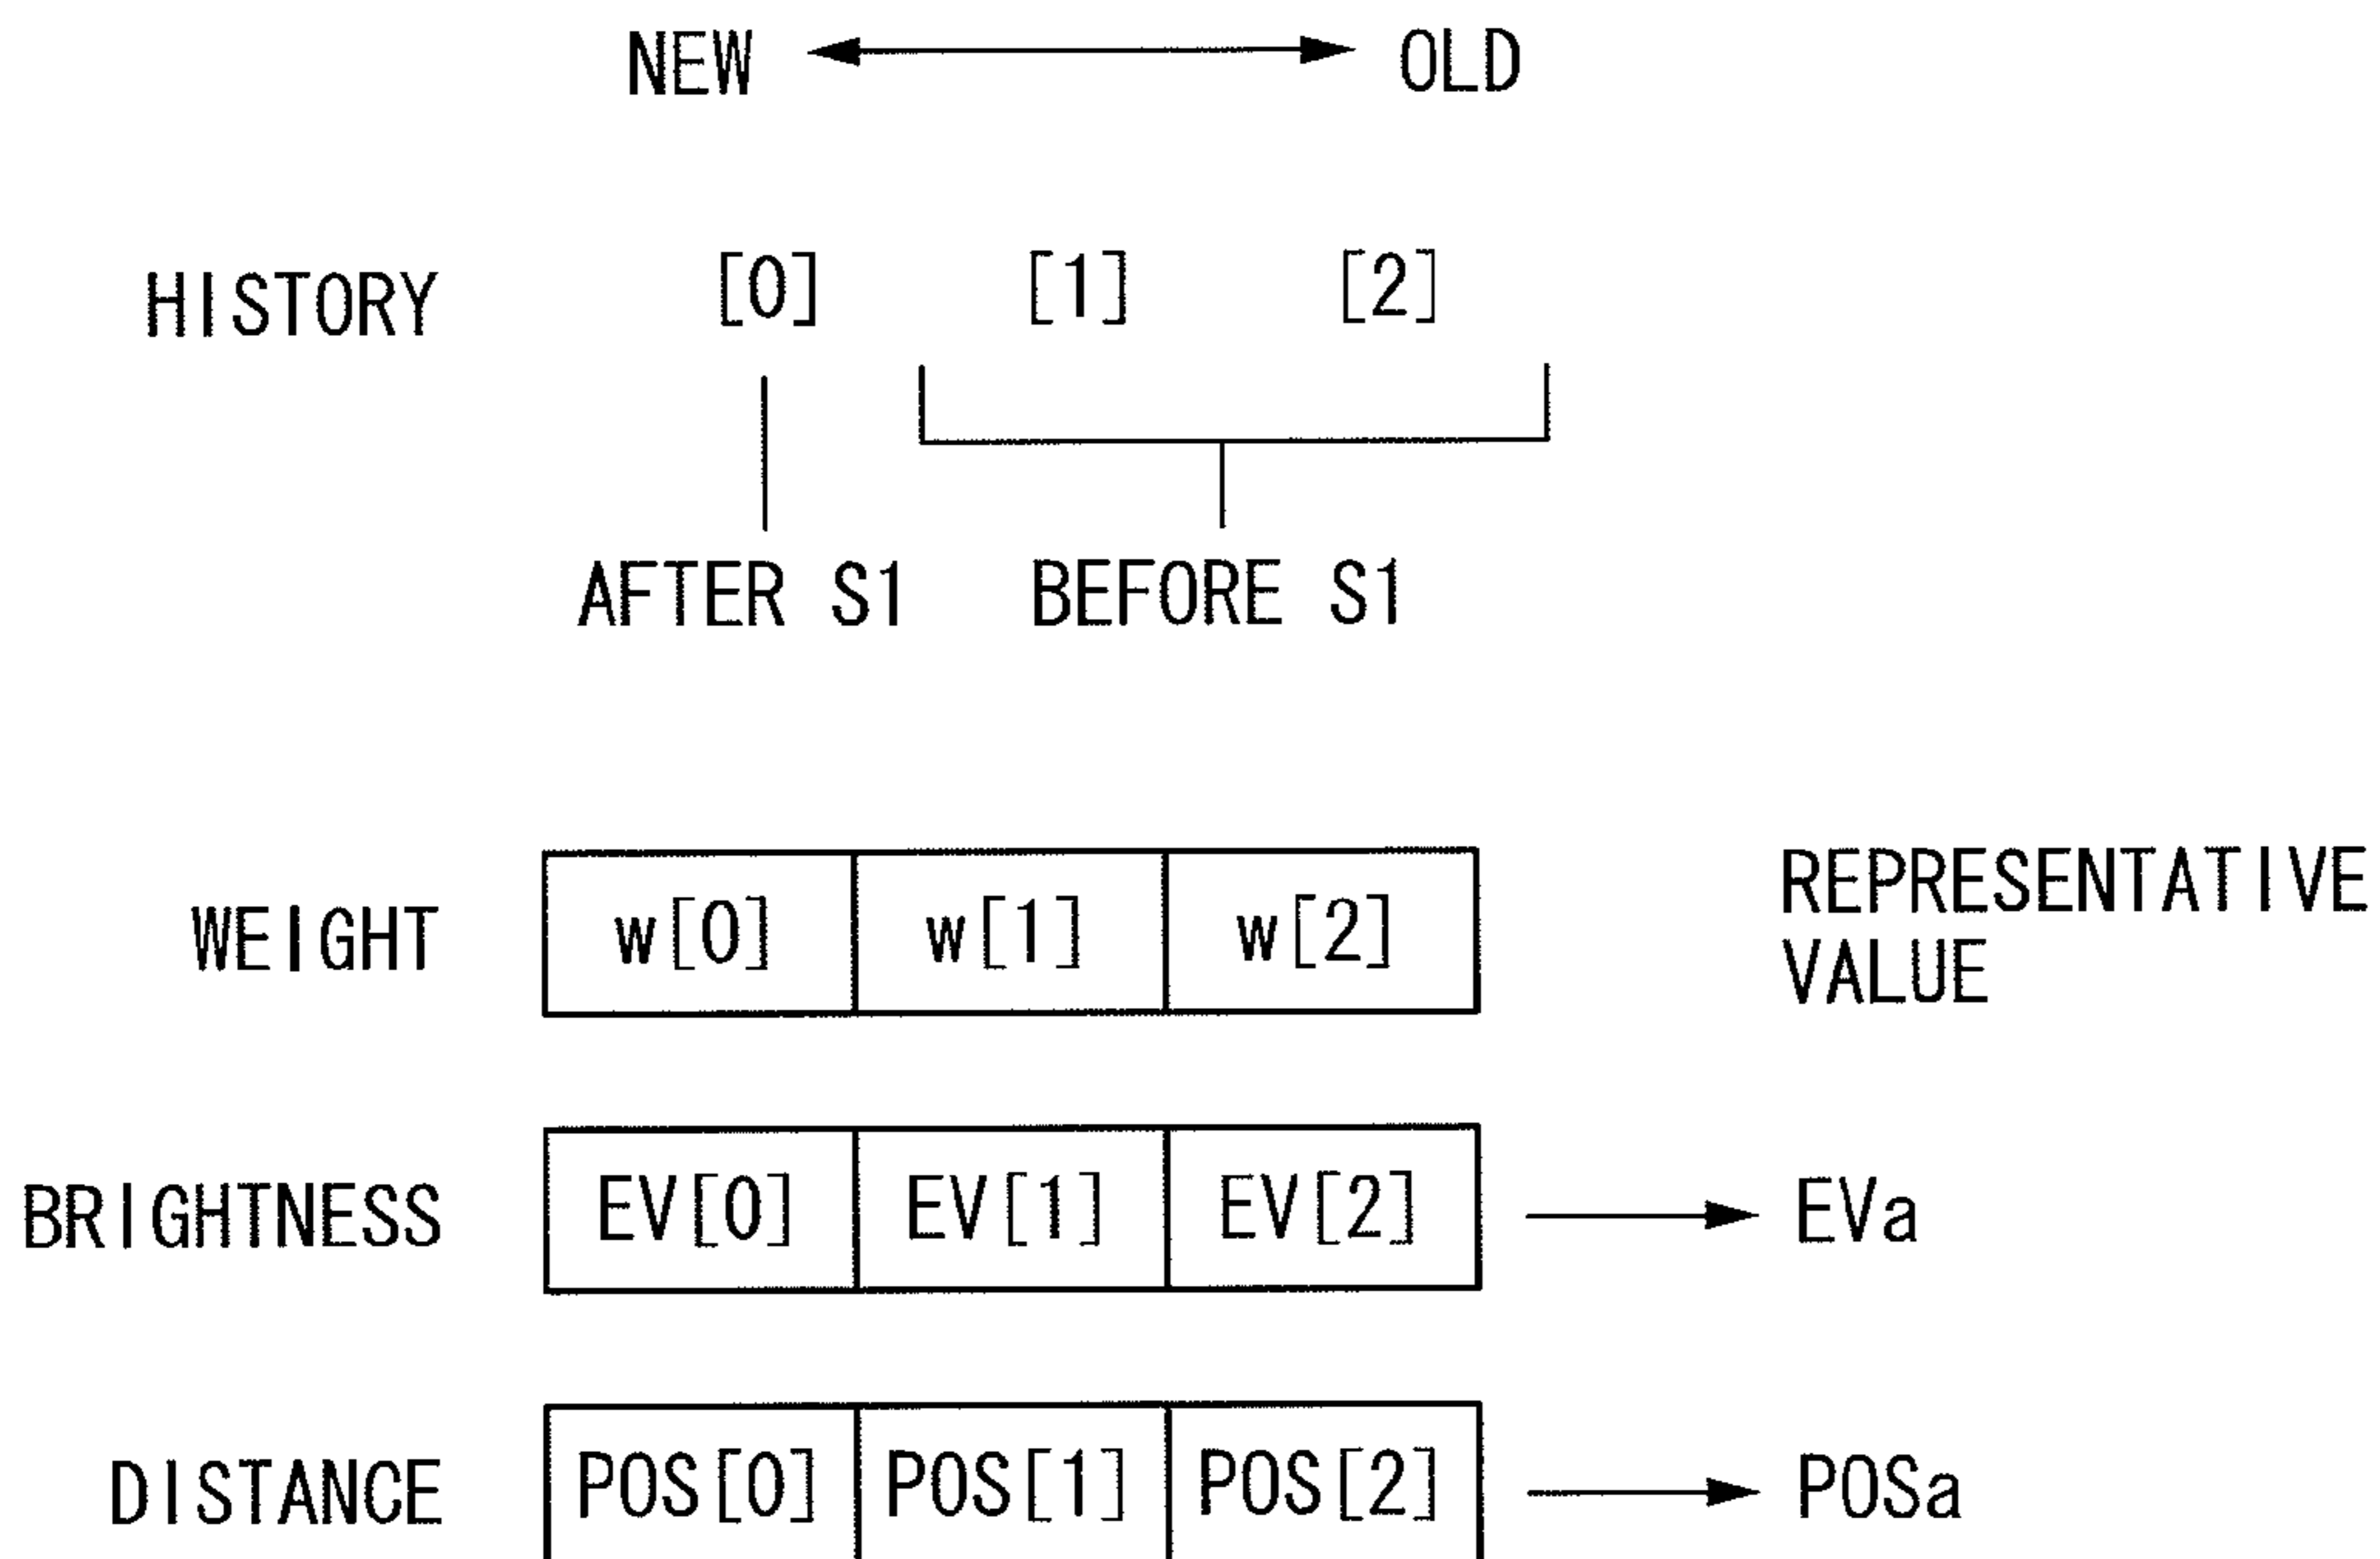 NEW OLD
HISTORY [0] [1] [2]
AFTER S1 BEFORE S1
WEIGHT w[0] w[1] w[2] REPRESENTATIVE
VALUE
BRIGHTNESS EV[0] EV[1] EV[2] EVa
DISTANCE POS[0] POS[1] POS[2] POSa